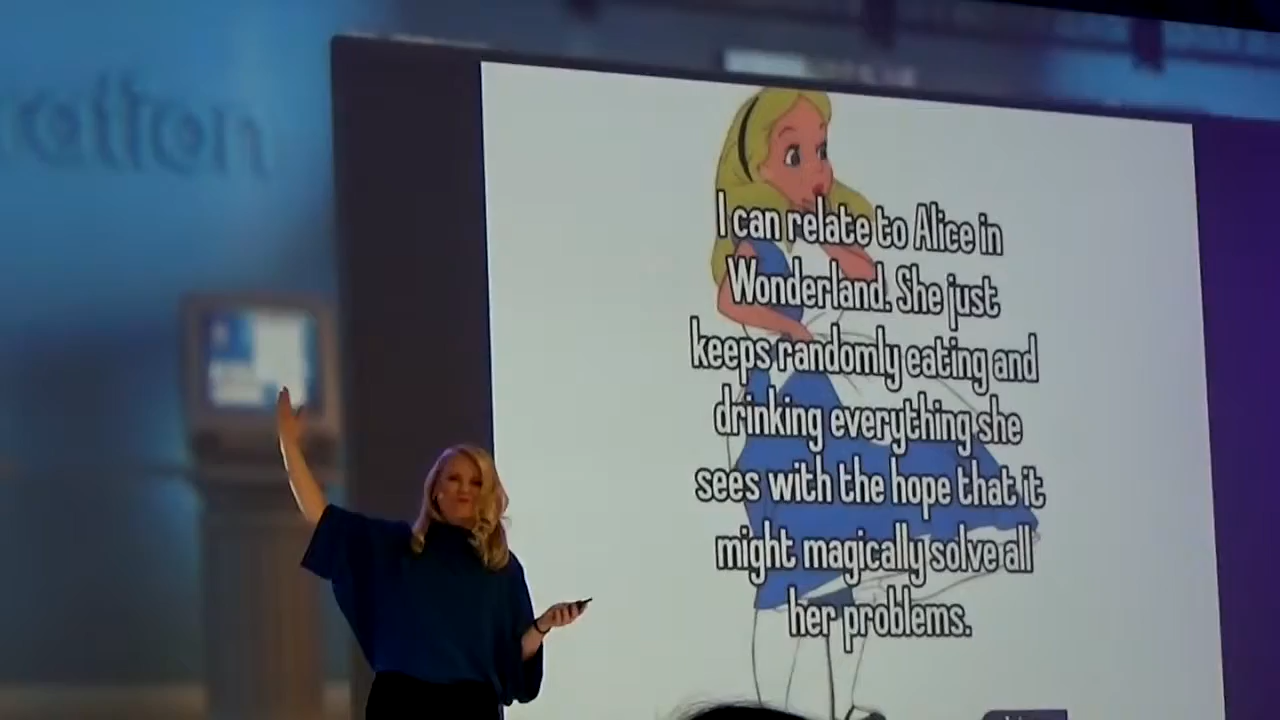 I can relate to Alice in
Wonderland. She just
keeps randomly eating and
drinking everything she
sees with the hope that it
might magically solve all
her problems.